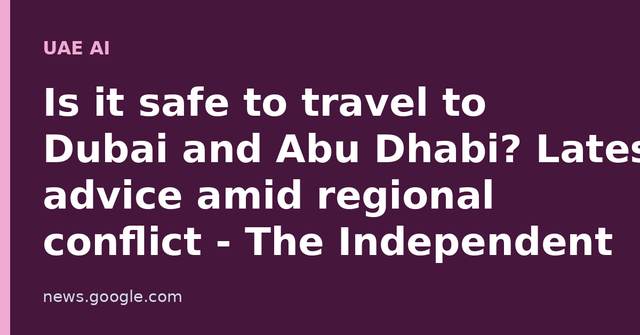 UAE AI
Is it safe to travel to
Dubai and Abu Dhabi? Lates
advice amid regional
conflict - The Independent
news.google.com